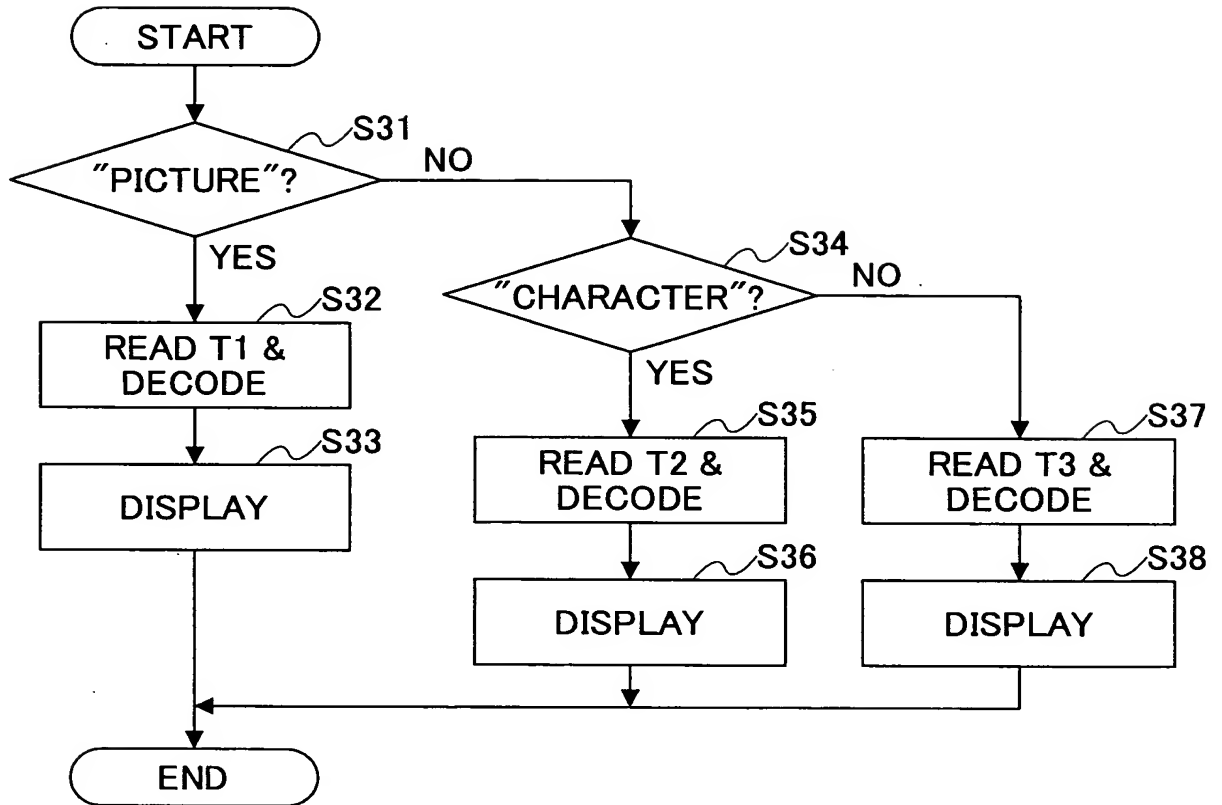 START
S31
"PICTURE"?
NO
YES
S34
"CHARACTER"?
NO
YES
S32
READ T1 &
DECODE
S33
DISPLAY
S35
READ T2 &
DECODE
S36
DISPLAY
S37
READ T3 &
DECODE
S38
DISPLAY
END